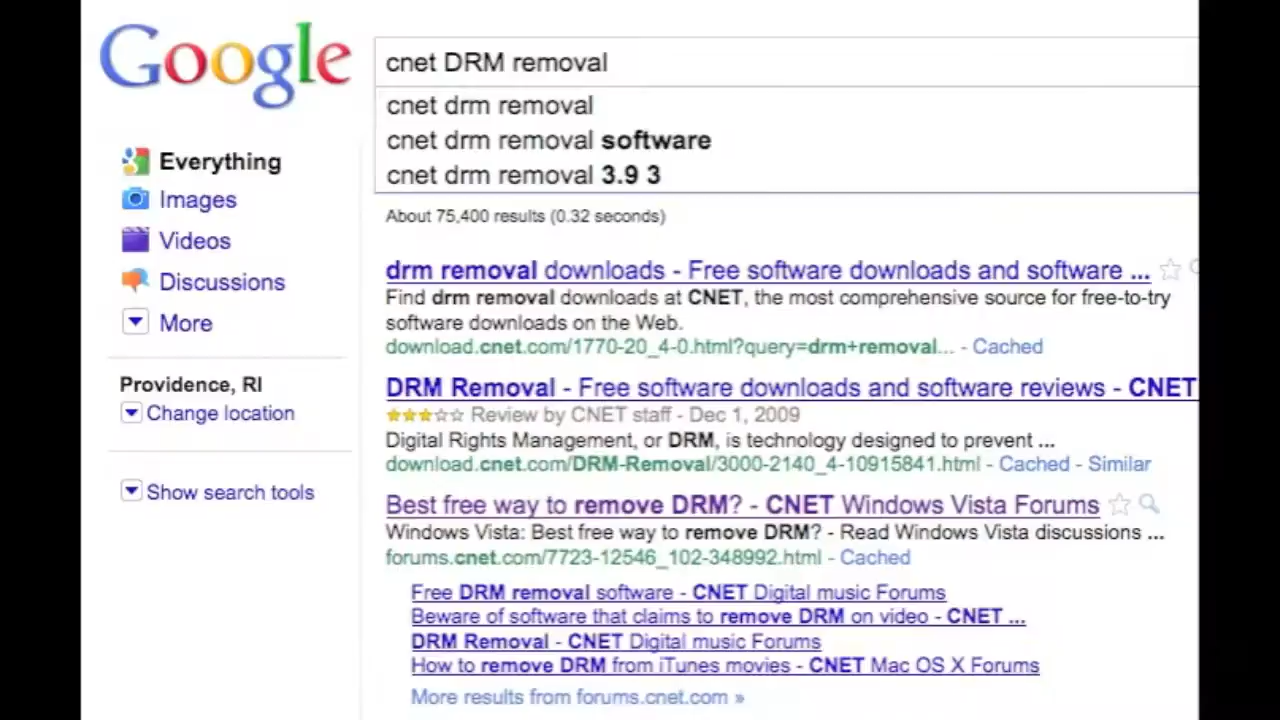 Google
cnet DRM removal
cnet drm removal
cnet drm removal software
cnet drm removal 3.9 3
Everything
Images
Videos
Discussions
More
Providence, RI
Change location
Show search tools
About 75,400 results (0.32 seconds)
drm removal downloads - Free software downloads and software ...
Find drm removal downloads at CNET, the most comprehensive source for free-to-try
software downloads on the Web.
download.cnet.com/1770-20_4-0.html?query=drm+removal... - Cached
DRM Removal - Free software downloads and software reviews - CNET
Review by CNET staff - Dec 1, 2009
Digital Rights Management, or DRM, is technology designed to prevent ...
download.cnet.com/DRM-Removal/3000-2140_4-10915841.html - Cached - Similar
Best free way to remove DRM? - CNET Windows Vista Forums
Windows Vista: Best free way to remove DRM? - Read Windows Vista discussions ...
forums.cnet.com/7723-12546_102-348992.html - Cached
Free DRM removal software - CNET Digital music Forums
Beware of software that claims to remove DRM on video - CNET ...
DRM Removal - CNET Digital music Forums
How to remove DRM from iTunes movies - CNET Mac OS X Forums
More results from forums.cnet.com »